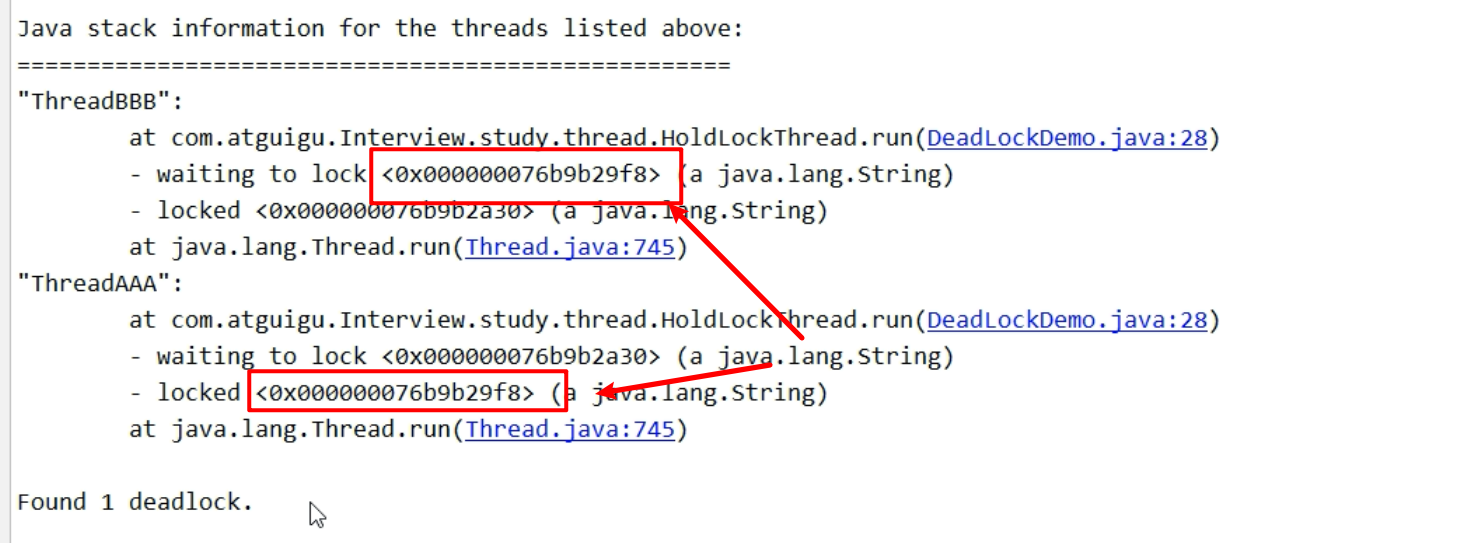 Java stack information for the threads listed above:
===================================================
"ThreadBBB":
at com.atguigu.Interview.study.thread.HoldLockThread.run(DeadLockDemo.java:28)
- waiting to lock <0x000000076b9b29f8> (a java.lang.String)
- locked <0x000000076b9b2a30> (a java.lang.String)
at java.lang.Thread.run(Thread.java:745)
"ThreadAAA":
at com.atguigu.Interview.study.thread.HoldLockThread.run(DeadLockDemo.java:28)
- waiting to lock <0x000000076b9b2a30> (a java.lang.String)
- locked <0x000000076b9b29f8> (a java.lang.String)
at java.lang.Thread.run(Thread.java:745)
Found 1 deadlock.